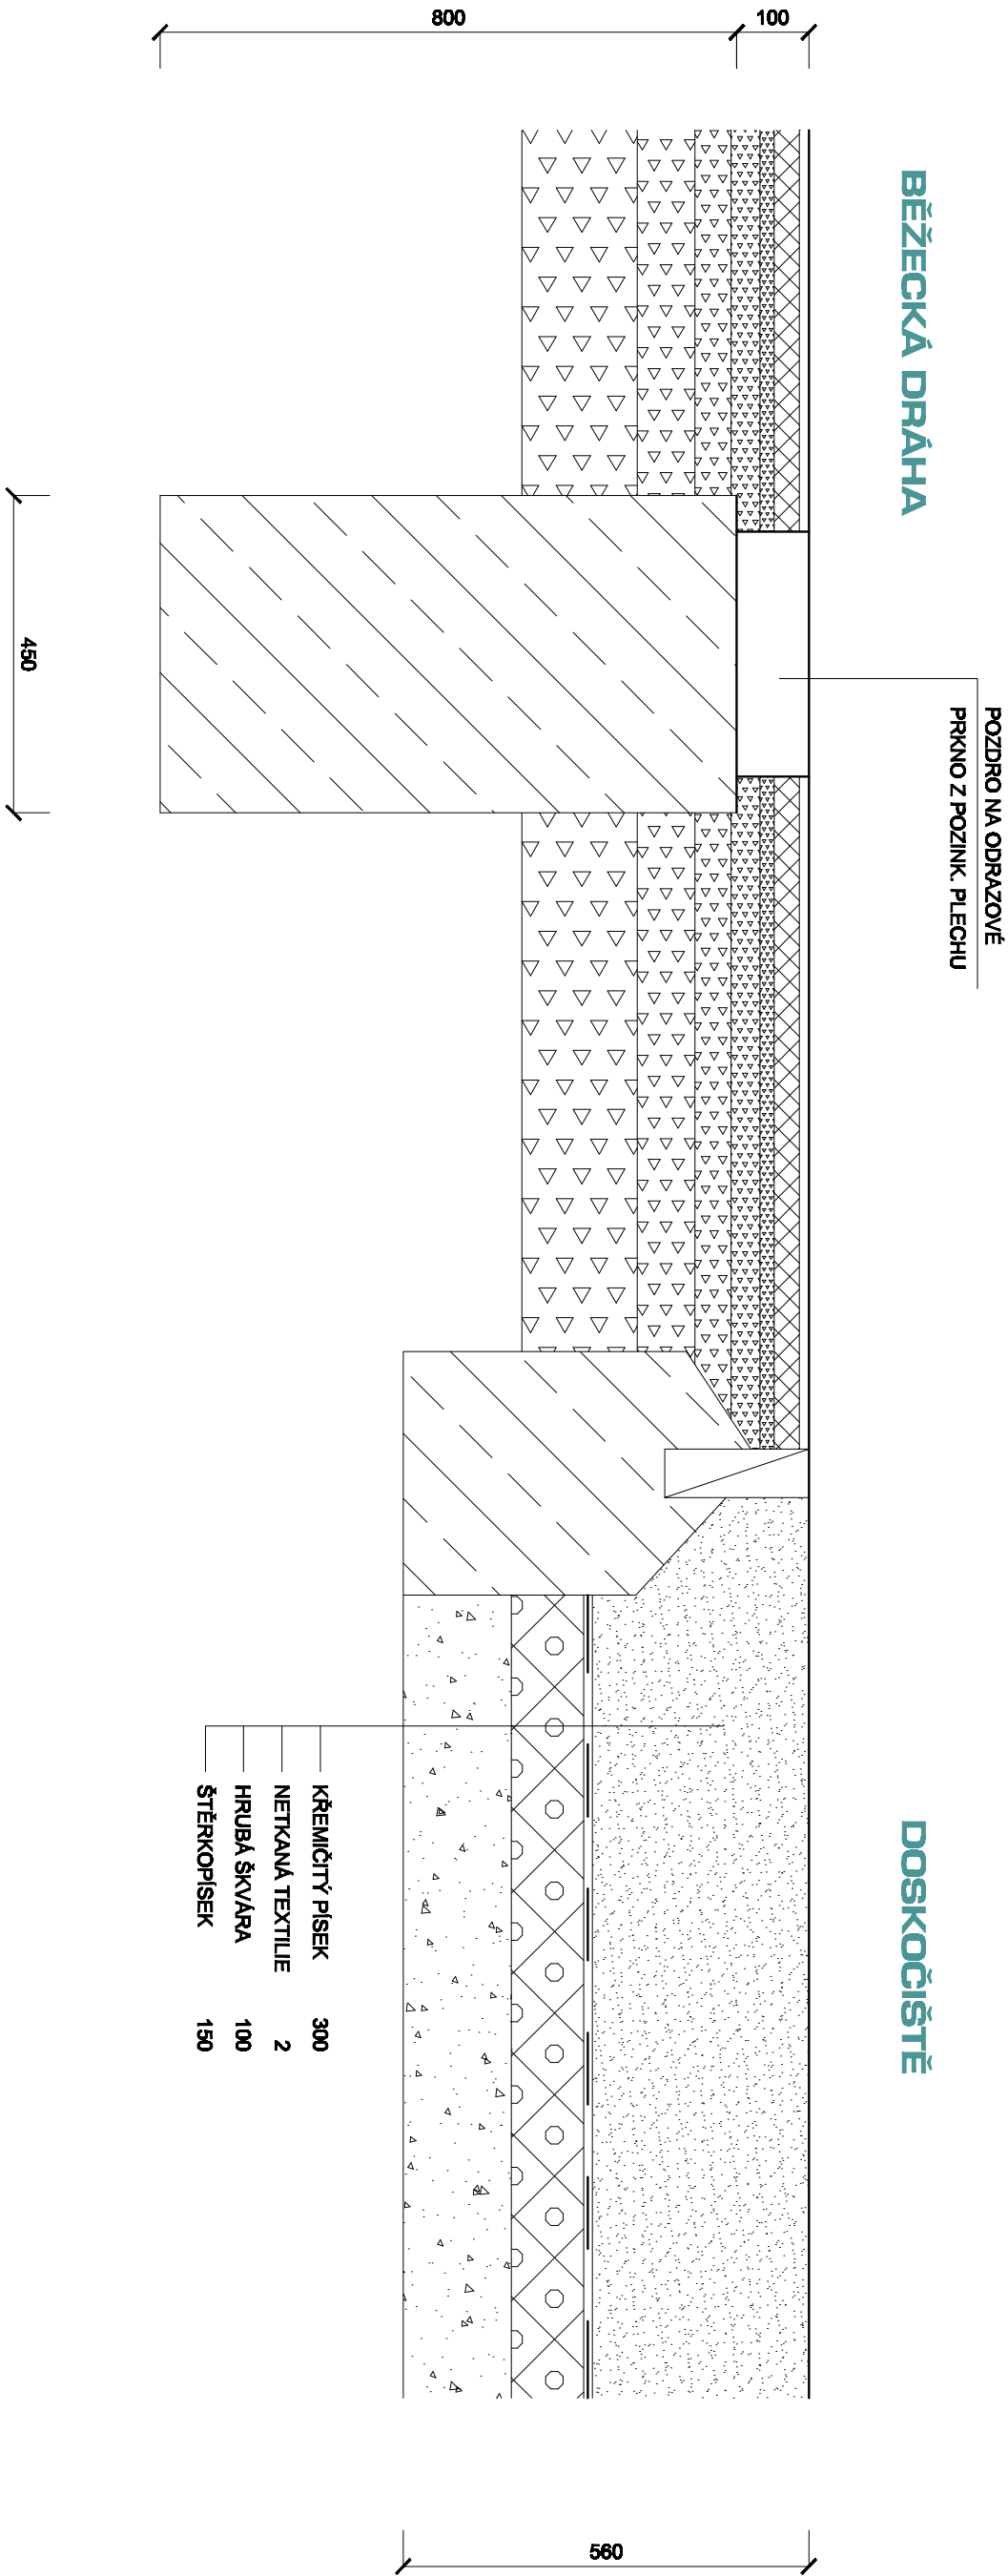 BĚŽECKÁ DRÁHA
DOSKOČIŠTĚ
POZDRO NA ODRAZOVÉ
PRKNO Z POZINK. PLECHU
100
800
450
560
KŘEMIČITÝ PÍSEK 300
NETKANÁ TEXTILIE 2
HRUBÁ ŠKVÁRA 100
ŠTĚRKOPÍSEK 150